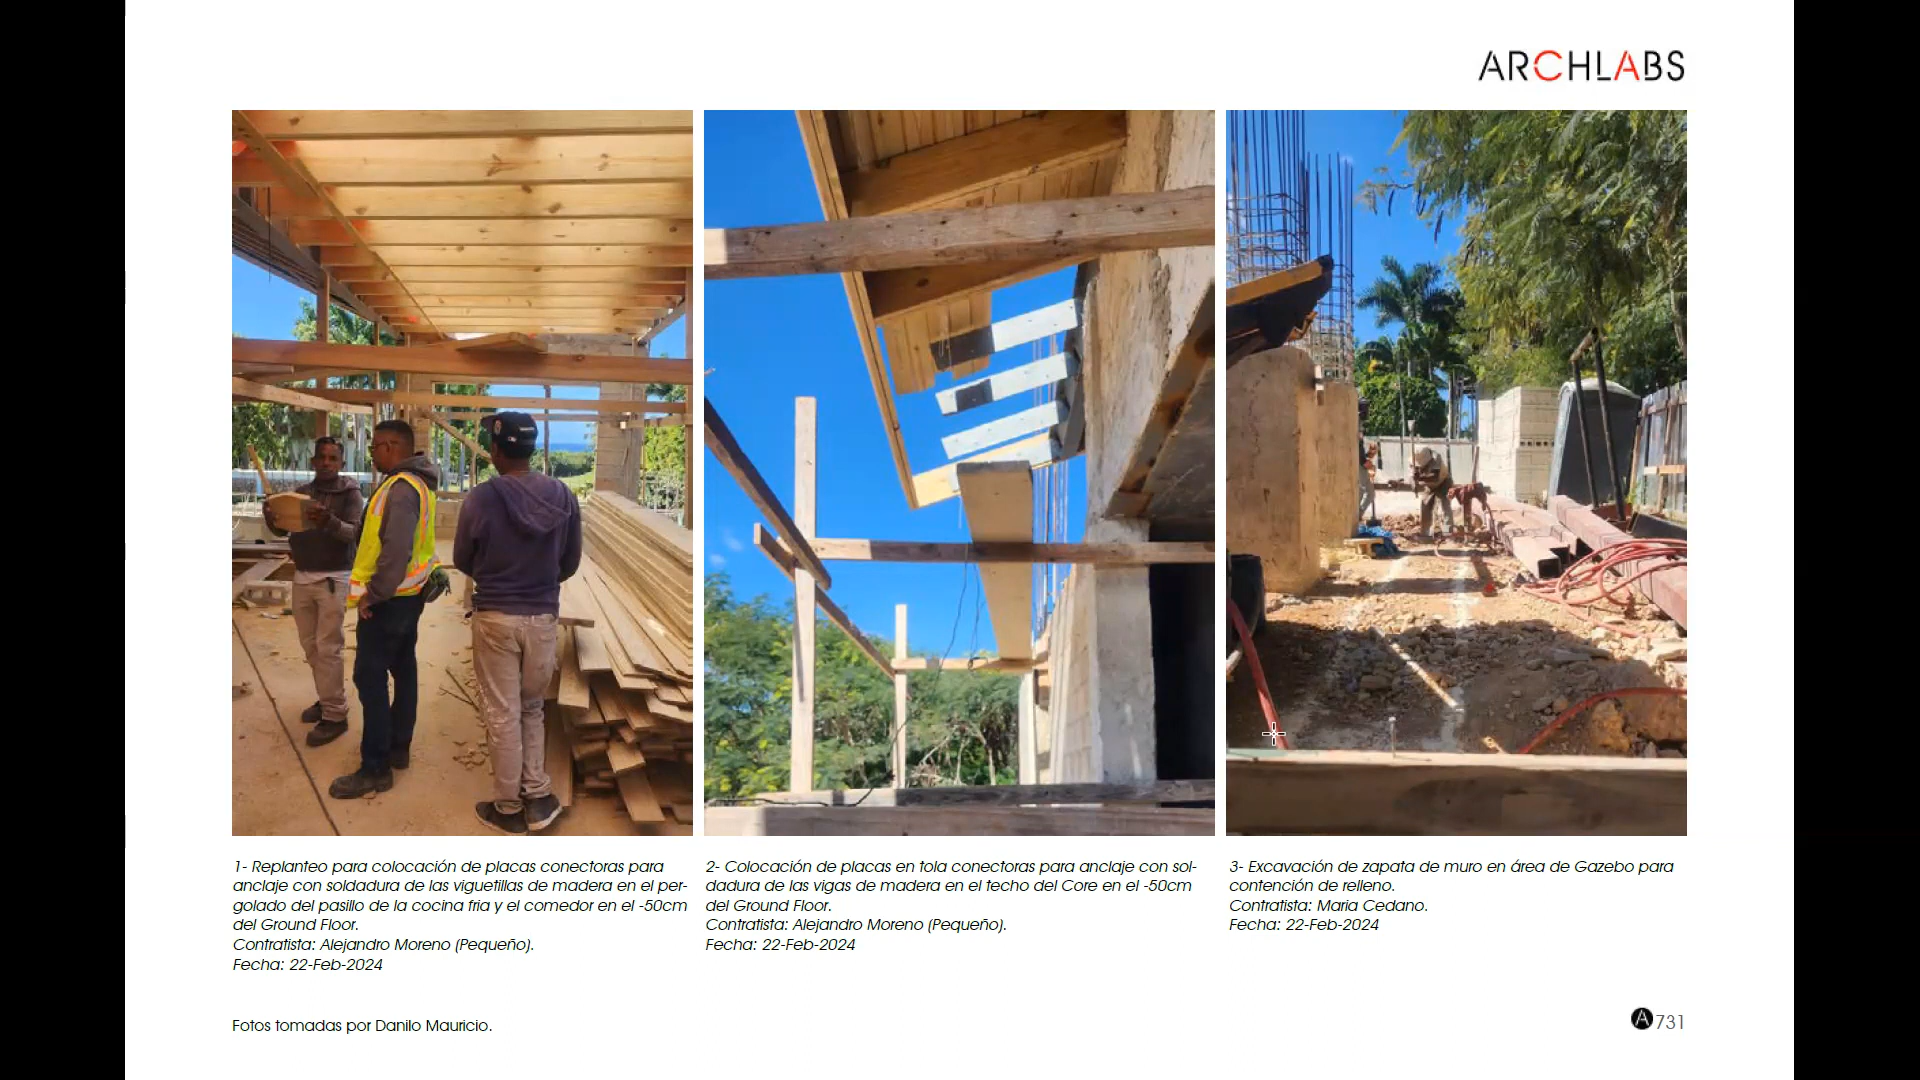 ARCHLABS
1- Replanteo para colocación de placas conectoras para
anclaje con soldadura de las viguetillas de madera en el per-
golado del pasillo de la cocina fria y el comedor en el -50cm
del Ground Floor.
Contratista: Alejandro Moreno (Pequeño).
Fecha: 22-Feb-2024
2- Colocación de placas en tola conectoras para anclaje con sol-
dadura de las vigas de madera en el techo del Core en el -50cm
del Ground Floor.
Contratista: Alejandro Moreno (Pequeño).
Fecha: 22-Feb-2024
3- Excavación de zapata de muro en área de Gazebo para
contención de relleno.
Contratista: Maria Cedano.
Fecha: 22-Feb-2024
Fotos tomadas por Danilo Mauricio.
A 731